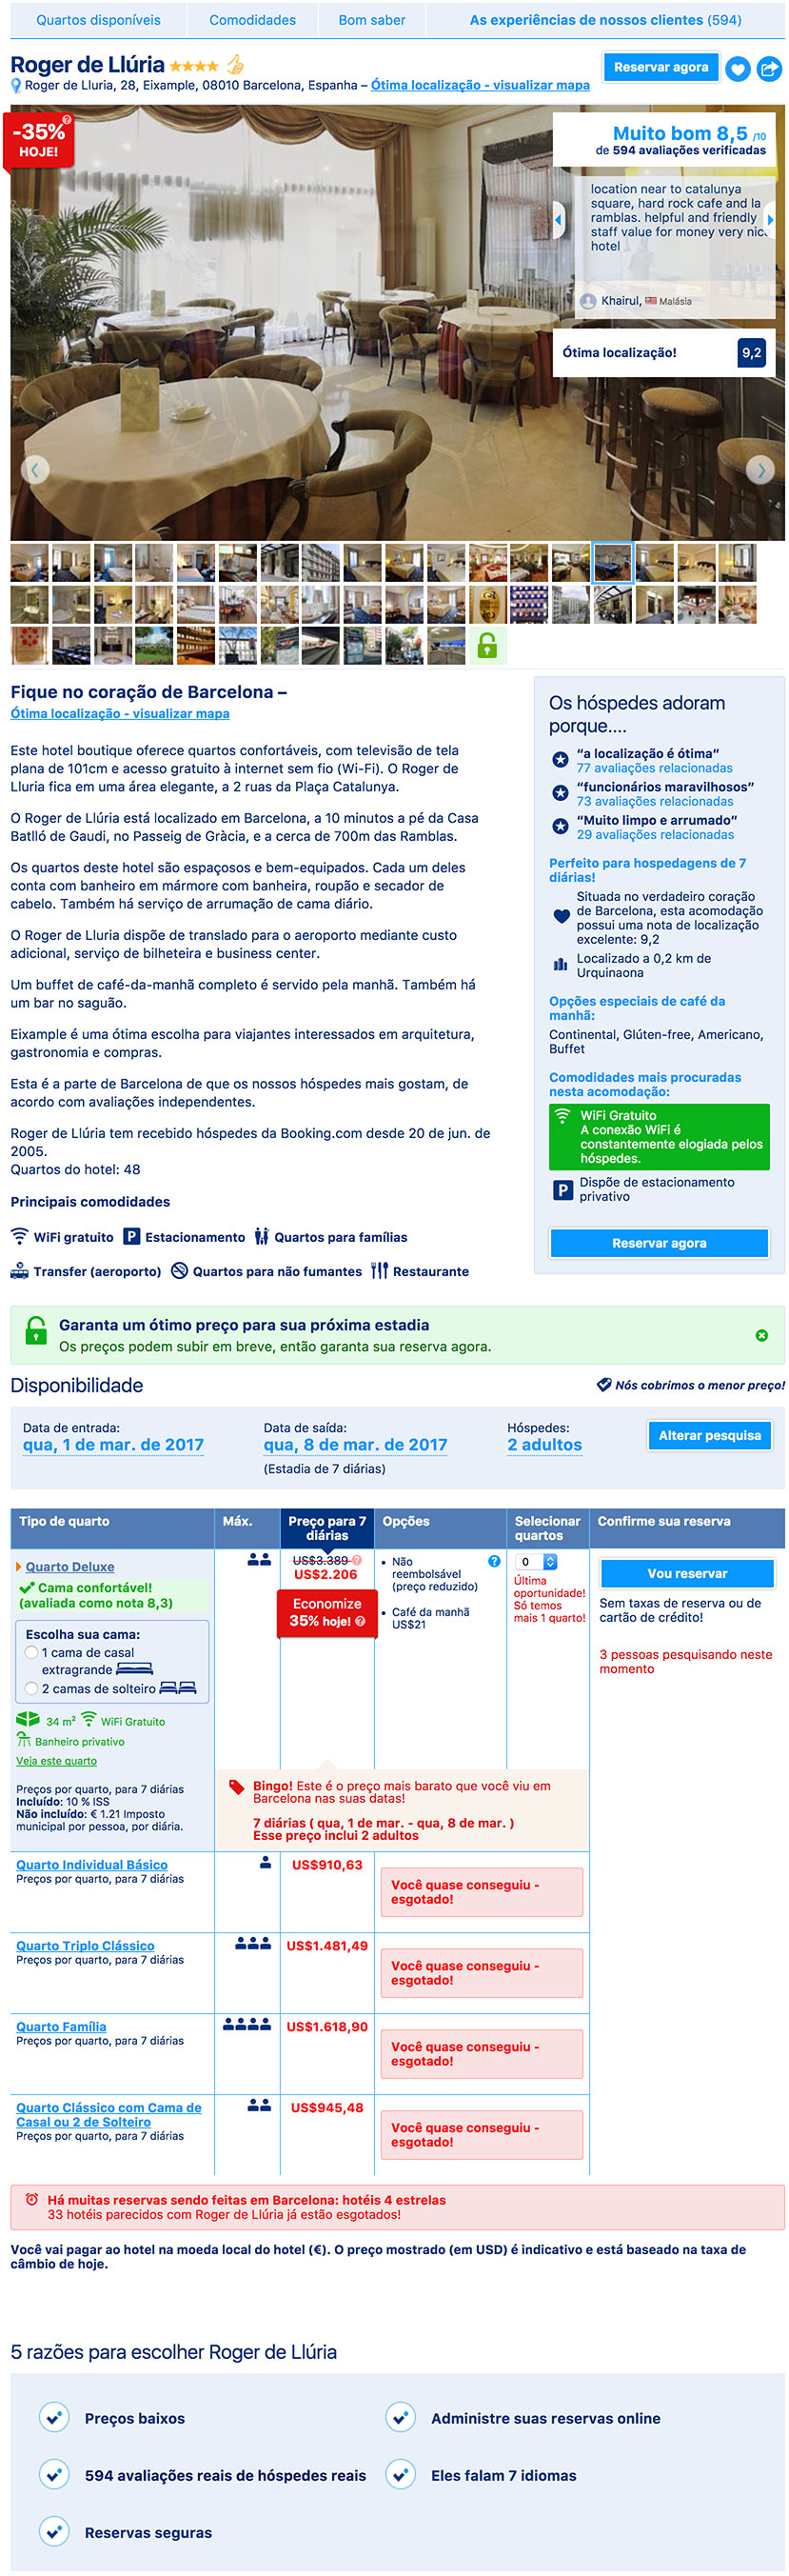 Quartos disponíveis
Comodidades
Bom saber
As experiências de nossos clientes (594)
Roger de Llúria
Reservar agora
Roger de Lluria, 28, Eixample, 08010 Barcelona, Espanha – Ótima localização - visualizar mapa
-35%
HOJE!
Muito bom 8,5 /10
de 594 avaliações verificadas
location near to catalunya
square, hard rock cafe and la
ramblas. helpful and friendly
staff value for money very nice
hotel
Khairul, Malásia
Ótima localização!
9,2
Fique no coração de Barcelona –
Ótima localização - visualizar mapa
Este hotel boutique oferece quartos confortáveis, com televisão de tela
plana de 101cm e acesso gratuito à internet sem fio (Wi-Fi). O Roger de
Lluria fica em uma área elegante, a 2 ruas da Plaça Catalunya.
O Roger de Llúria está localizado em Barcelona, a 10 minutos a pé da Casa
Batlló de Gaudi, no Passeig de Gràcia, e a cerca de 700m das Ramblas.
Os quartos deste hotel são espaçosos e bem-equipados. Cada um deles
conta com banheiro em mármore com banheira, roupão e secador de
cabelo. Também há serviço de arrumação de cama diário.
O Roger de Lluria dispõe de translado para o aeroporto mediante custo
adicional, serviço de bilheteira e business center.
Um buffet de café-da-manhã completo é servido pela manhã. Também há
um bar no saguão.
Eixample é uma ótima escolha para viajantes interessados em arquitetura,
gastronomia e compras.
Esta é a parte de Barcelona de que os nossos hóspedes mais gostam, de
acordo com avaliações independentes.
Roger de Llúria tem recebido hóspedes da Booking.com desde 20 de jun. de
2005.
Quartos do hotel: 48
Principais comodidades
WiFi gratuito
P Estacionamento
Quartos para famílias
Transfer (aeroporto)
Quartos para não fumantes
Restaurante
Os hóspedes adoram
porque....
“a localização é ótima”
77 avaliações relacionadas
“funcionários maravilhosos”
73 avaliações relacionadas
“Muito limpo e arrumado”
29 avaliações relacionadas
Perfeito para hospedagens de 7
diárias!
Situada no verdadeiro coração
de Barcelona, esta acomodação
possui uma nota de localização
excelente: 9,2
Localizado a 0,2 km de
Urquinaona
Opções especiais de café da
manhã:
Continental, Glúten-free, Americano,
Buffet
Comodidades mais procuradas
nesta acomodação:
WiFi Gratuito
A conexão WiFi é
constantemente elogiada pelos
hóspedes.
P Dispõe de estacionamento
privativo
Reservar agora
Garanta um ótimo preço para sua próxima estadia
Os preços podem subir em breve, então garanta sua reserva agora.
Disponibilidade
Nós cobrimos o menor preço!
Data de entrada:
qua, 1 de mar. de 2017
Data de saída:
qua, 8 de mar. de 2017
(Estadia de 7 diárias)
Hóspedes:
2 adultos
Alterar pesquisa
Tipo de quarto
Máx.
Preço para 7
diárias
Opções
Selecionar
quartos
Confirme sua reserva
Quarto Deluxe
Cama confortável!
(avaliada como nota 8,3)
Escolha sua cama:
1 cama de casal
extragrande
2 camas de solteiro
34 m² WiFi Gratuito
Banheiro privativo
Veja este quarto
Preços por quarto, para 7 diárias
Incluído: 10 % ISS
Não incluído: € 1.21 Imposto
municipal por pessoa, por diária.
US$3.389 ?
US$2.206
Economize
35% hoje! ?
• Não
reembolsável
(preço reduzido)
?
• Café da manhã
US$21
0
Última
oportunidade!
Só temos
mais 1 quarto!
Vou reservar
Sem taxas de reserva ou de
cartão de crédito!
3 pessoas pesquisando neste
momento
Bingo! Este é o preço mais barato que você viu em
Barcelona nas suas datas!
7 diárias ( qua, 1 de mar. - qua, 8 de mar. )
Esse preço inclui 2 adultos
Quarto Individual Básico
Preços por quarto, para 7 diárias
US$910,63
Você quase conseguiu -
esgotado!
Quarto Triplo Clássico
Preços por quarto, para 7 diárias
US$1.481,49
Você quase conseguiu -
esgotado!
Quarto Família
Preços por quarto, para 7 diárias
US$1.618,90
Você quase conseguiu -
esgotado!
Quarto Clássico com Cama de
Casal ou 2 de Solteiro
Preços por quarto, para 7 diárias
US$945,48
Você quase conseguiu -
esgotado!
Há muitas reservas sendo feitas em Barcelona: hotéis 4 estrelas
33 hotéis parecidos com Roger de Llúria já estão esgotados!
Você vai pagar ao hotel na moeda local do hotel (€). O preço mostrado (em USD) é indicativo e está baseado na taxa de
câmbio de hoje.
5 razões para escolher Roger de Llúria
Preços baixos
Administre suas reservas online
594 avaliações reais de hóspedes reais
Eles falam 7 idiomas
Reservas seguras